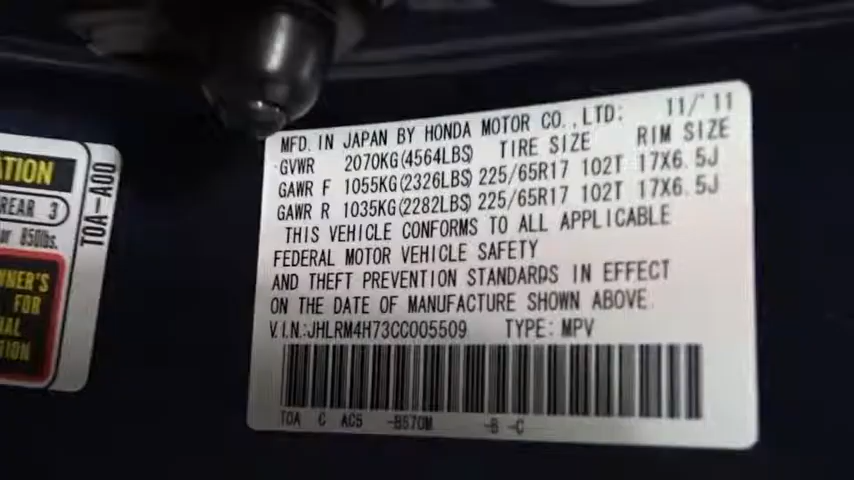 ATION
REAR 3
or 850lbs.
WNER'S
FOR
TOA-A00
MFD. IN JAPAN BY HONDA MOTOR CO., LTD: 11/'11
GVWR 2070KG(4564LBS) TIRE SIZE RIM SIZE
GAWR F 1055KG(2326LBS) 225/65R17 102T 17X6.5J
GAWR R 1035KG(2282LBS) 225/65R17 102T 17X6.5J
THIS VEHICLE CONFORMS TO ALL APPLICABLE
FEDERAL MOTOR VEHICLE SAFETY
AND THEFT PREVENTION STANDARDS IN EFFECT
ON THE DATE OF MANUFACTURE SHOWN ABOVE.
V.I.N.:JHLRM4H73CC005509 TYPE: MPV
TOA C AC5 -B570M -B -C